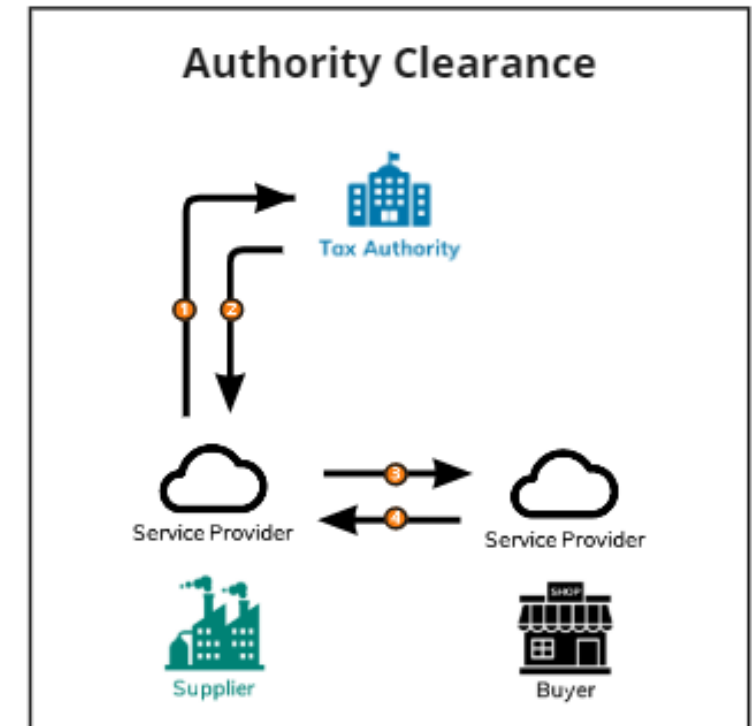 Authority Clearance
Tax Authority
1
2
3
4
Service Provider
Service Provider
SHOP
Supplier
Buyer